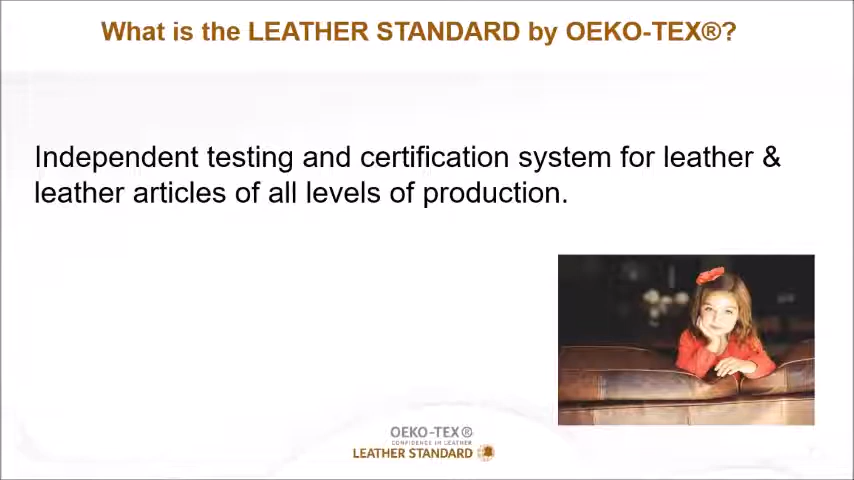 What is the LEATHER STANDARD by OEKO-TEX®?
Independent testing and certification system for leather &
leather articles of all levels of production.
OEKO-TEX®
CONFIDENCE IN LEATHER
LEATHER STANDARD